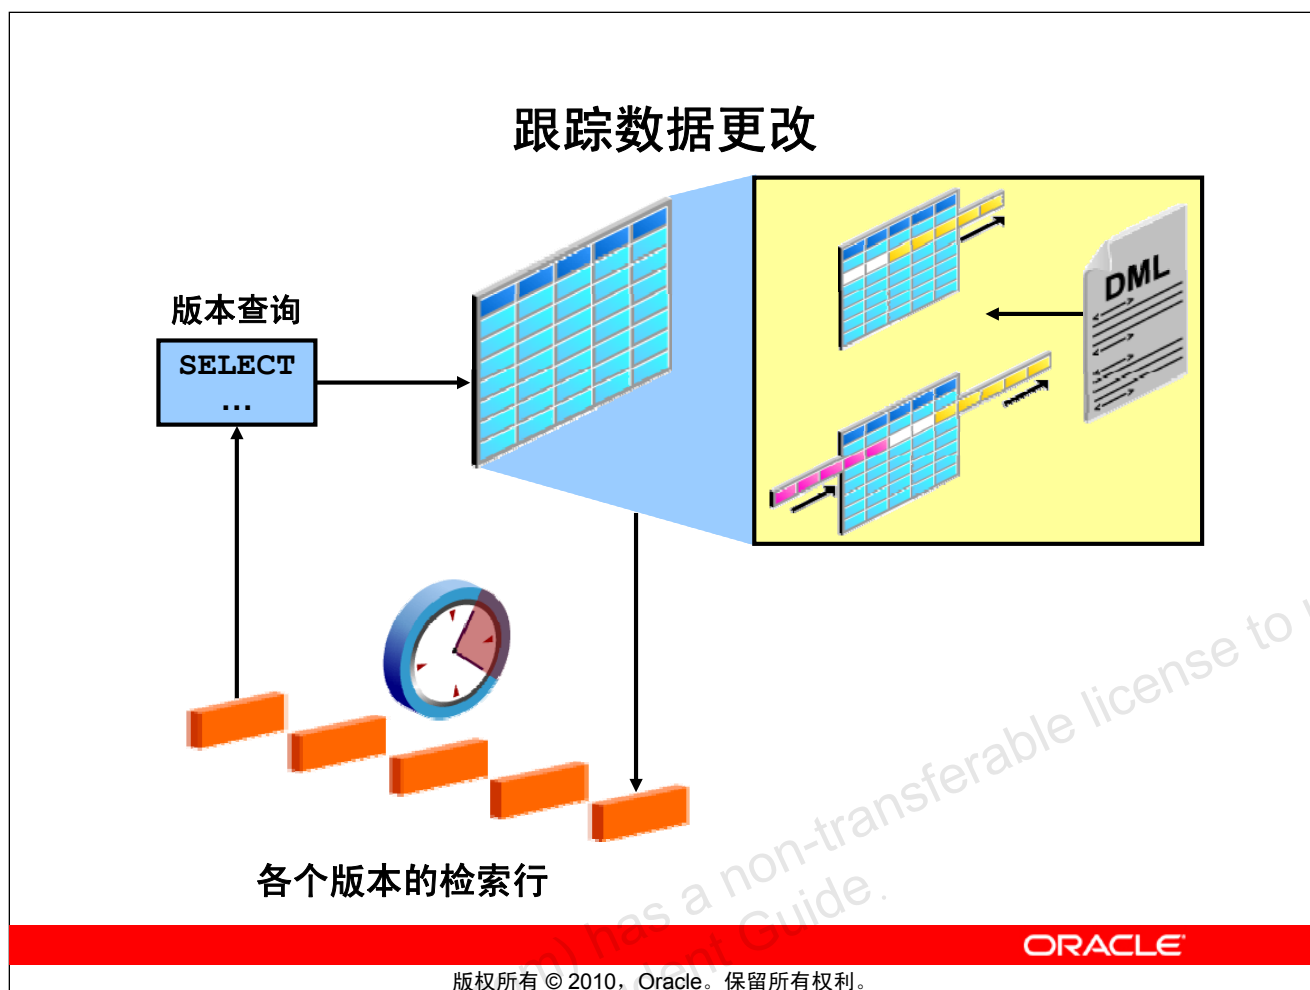 跟踪数据更改
版本查询
SELECT
...
DML
各个版本的检索行
ORACLE
版权所有 © 2010，Oracle。保留所有权利。
m) has a non-transferable license to u
dent Guide.